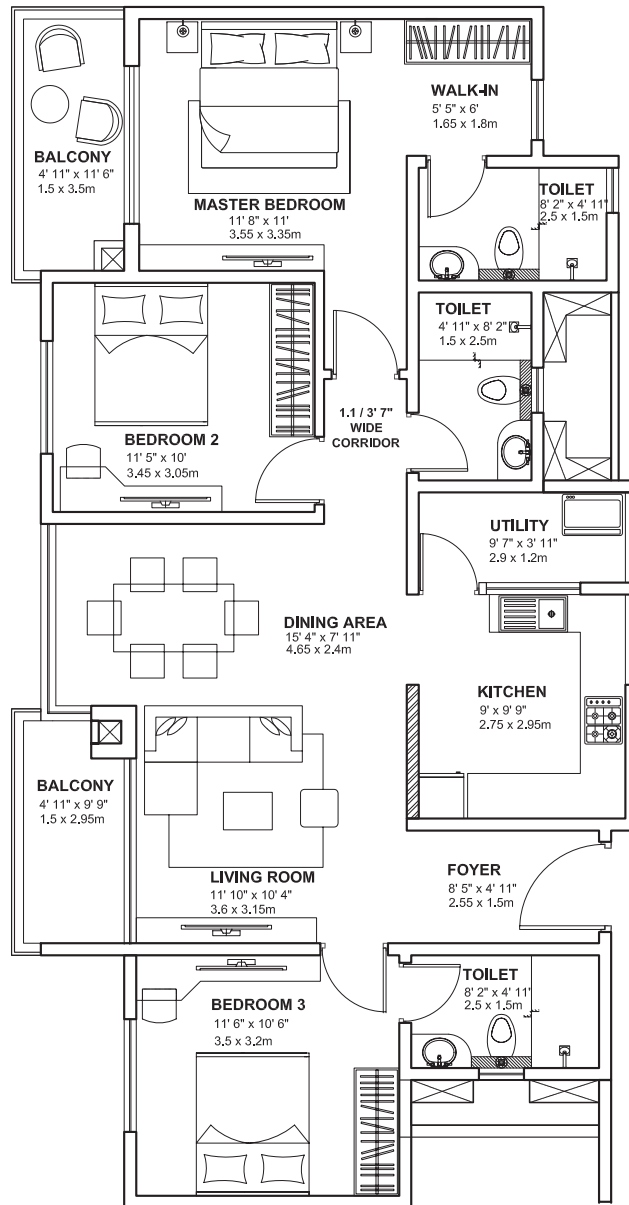 WALK-IN
5' 5" x 6'
1.65 x 1.8m
BALCONY
4' 11" x 11' 6"
1.5 x 3.5m
MASTER BEDROOM
11' 8" x 11'
3.55 x 3.35m
TOILET
8' 2" x 4' 11"
2.5 x 1.5m
TOILET
4' 11" x 8' 2"
1.5 x 2.5m
1.1 / 3' 7"
WIDE
CORRIDOR
BEDROOM 2
11' 5" x 10'
3.45 x 3.05m
UTILITY
9' 7" x 3' 11"
2.9 x 1.2m
DINING AREA
15' 4" x 7' 11"
4.65 x 2.4m
KITCHEN
9' x 9' 9"
2.75 x 2.95m
BALCONY
4' 11" x 9' 9"
1.5 x 2.95m
LIVING ROOM
11' 10" x 10' 4"
3.6 x 3.15m
FOYER
8' 5" x 4' 11"
2.55 x 1.5m
TOILET
8' 2" x 4' 11'
2.5 x 1.5m
BEDROOM 3
11' 6" x 10' 6"
3.5 x 3.2m